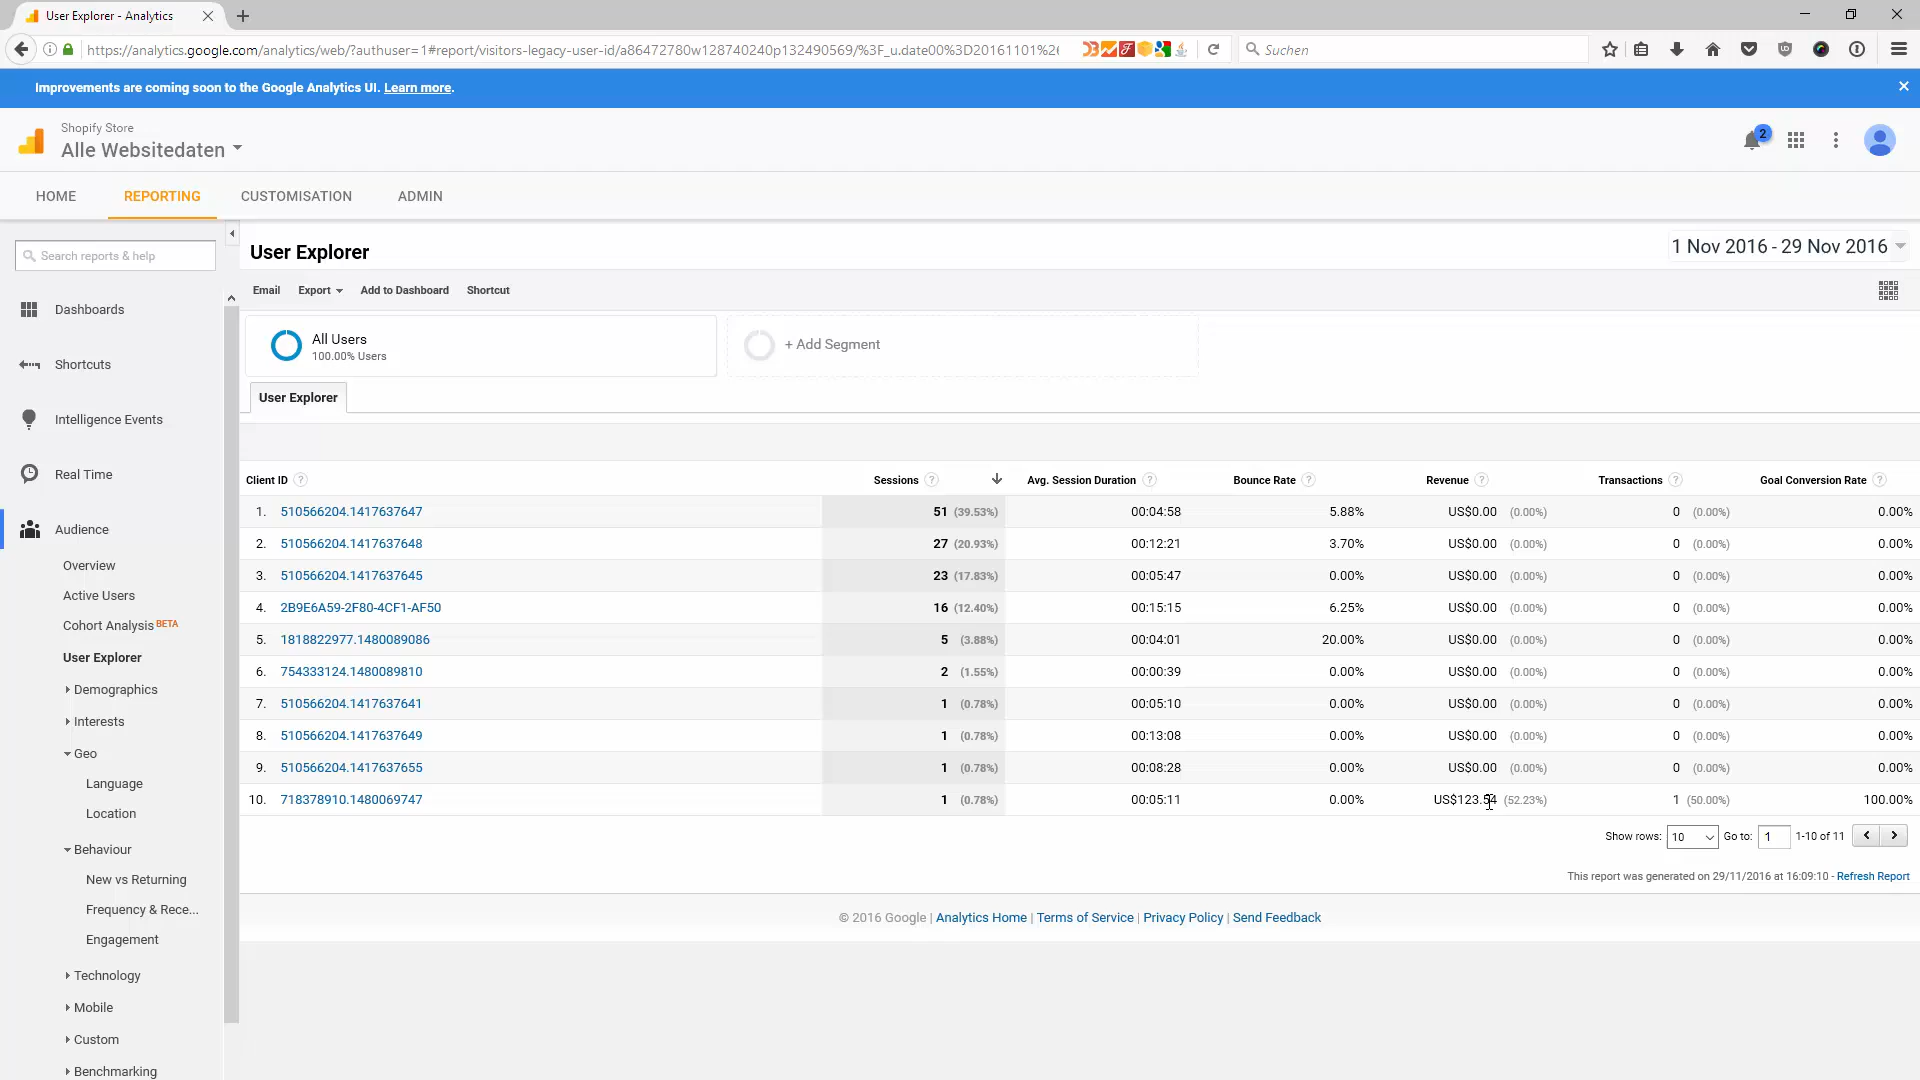 User Explorer - Analytics
https://analytics.google.com/analytics/web/?authuser=1#report/visitors-legacy-user-id/a86472780w128740240p132490569/%3F_u.date00%3D20161101%26
Suchen
Improvements are coming soon to the Google Analytics UI. Learn more.
Shopify Store
Alle Websitedaten
2
HOME REPORTING CUSTOMISATION ADMIN
Search reports & help
Dashboards
Shortcuts
Intelligence Events
Real Time
Audience
Overview
Active Users
Cohort Analysis BETA
User Explorer
Demographics
Interests
Geo
Language
Location
Behaviour
New vs Returning
Frequency & Rece...
Engagement
Technology
Mobile
Custom
Benchmarking
User Explorer
1 Nov 2016 - 29 Nov 2016
Email Export Add to Dashboard Shortcut
All Users
100.00% Users
+ Add Segment
User Explorer
Client ID ? Sessions ? Avg. Session Duration ? Bounce Rate ? Revenue ? Transactions ? Goal Conversion Rate ?
1. 510566204.1417637647 51 (39.53%) 00:04:58 5.88% US$0.00 (0.00%) 0 (0.00%) 0.00%
2. 510566204.1417637648 27 (20.93%) 00:12:21 3.70% US$0.00 (0.00%) 0 (0.00%) 0.00%
3. 510566204.1417637645 23 (17.83%) 00:05:47 0.00% US$0.00 (0.00%) 0 (0.00%) 0.00%
4. 2B9E6A59-2F80-4CF1-AF50 16 (12.40%) 00:15:15 6.25% US$0.00 (0.00%) 0 (0.00%) 0.00%
5. 1818822977.1480089086 5 (3.88%) 00:04:01 20.00% US$0.00 (0.00%) 0 (0.00%) 0.00%
6. 754333124.1480089810 2 (1.55%) 00:00:39 0.00% US$0.00 (0.00%) 0 (0.00%) 0.00%
7. 510566204.1417637641 1 (0.78%) 00:05:10 0.00% US$0.00 (0.00%) 0 (0.00%) 0.00%
8. 510566204.1417637649 1 (0.78%) 00:13:08 0.00% US$0.00 (0.00%) 0 (0.00%) 0.00%
9. 510566204.1417637655 1 (0.78%) 00:08:28 0.00% US$0.00 (0.00%) 0 (0.00%) 0.00%
10. 718378910.1480069747 1 (0.78%) 00:05:11 0.00% US$123.54 (52.23%) 1 (50.00%) 100.00%
Show rows: 10 Go to: 1 1-10 of 11
This report was generated on 29/11/2016 at 16:09:10 - Refresh Report
© 2016 Google | Analytics Home | Terms of Service | Privacy Policy | Send Feedback